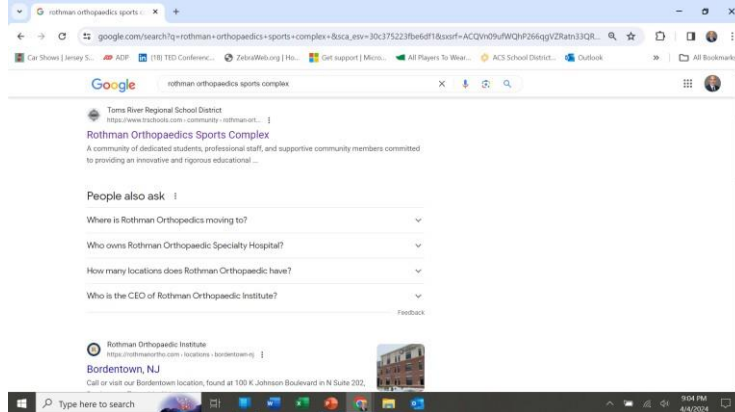 rothman orthopaedics sports c
google.com/search?q=rothman+orthopaedics+sports+complex+&sca_esv=30c375223fbe6df1&sxsrf=ACQVn09ufWQhP266qgVZRatn33QR...
Car Shows | Jersey S... ADP ADP in (18) TED Conferenc... ZebraWeb.org | Ho... Get support | Micro... All Players To Wear... ACS School District... Outlook » All Bookmarks
Google rothman orthopaedics sports complex
Toms River Regional School District
https://www.trschools.com › community › rothman-ort...
Rothman Orthopaedics Sports Complex
A community of dedicated students, professional staff, and supportive community members committed
to providing an innovative and rigorous educational ...
People also ask
Where is Rothman Orthopedics moving to?
Who owns Rothman Orthopaedic Specialty Hospital?
How many locations does Rothman Orthopaedic have?
Who is the CEO of Rothman Orthopaedic Institute?
Feedback
Rothman Orthopaedic Institute
https://rothmanortho.com › locations › bordentown-nj
Bordentown, NJ
Call or visit our Bordentown location, found at 100 K Johnson Boulevard in N Suite 202,
Type here to search
9:04 PM
4/4/2024